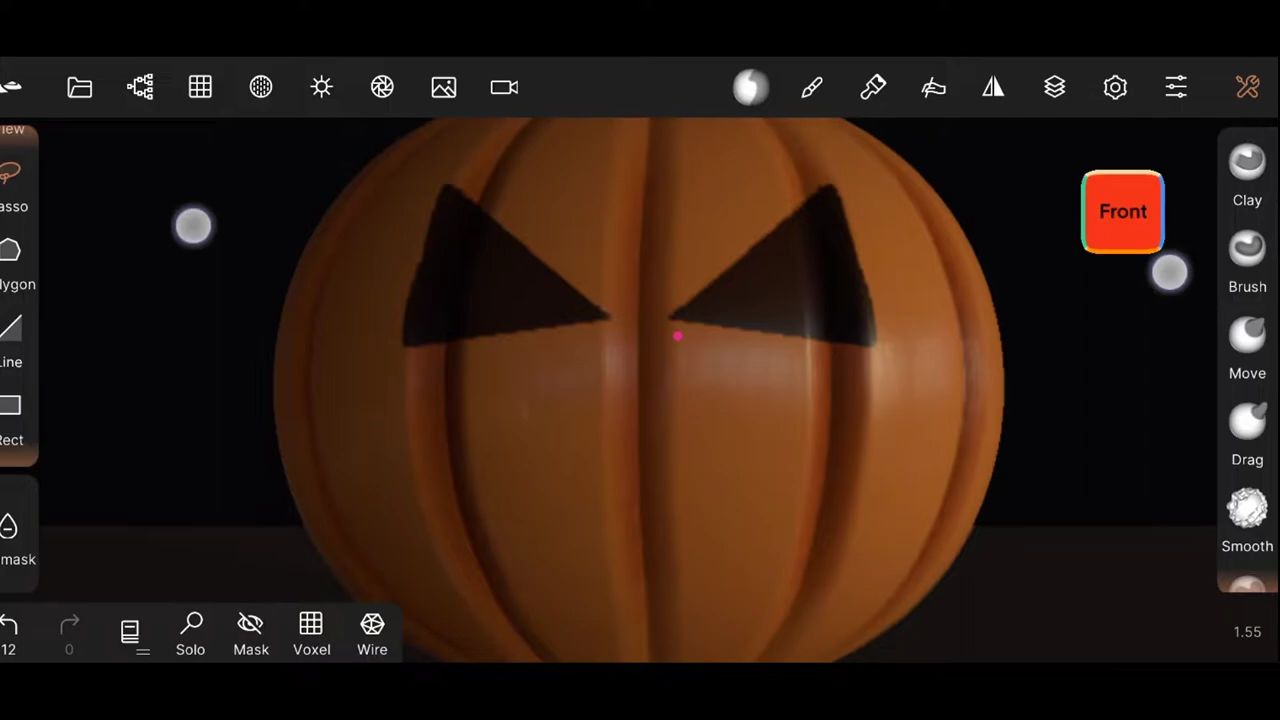 iew
asso
lygon
Line
Rect
mask
Front
Clay
Brush
Move
Drag
Smooth
1.55
12
0
Solo
Mask
Voxel
Wire